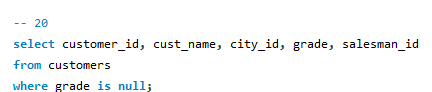 -- 20
select customer_id, cust_name, city_id, grade, salesman_id
from customers
where grade is null;